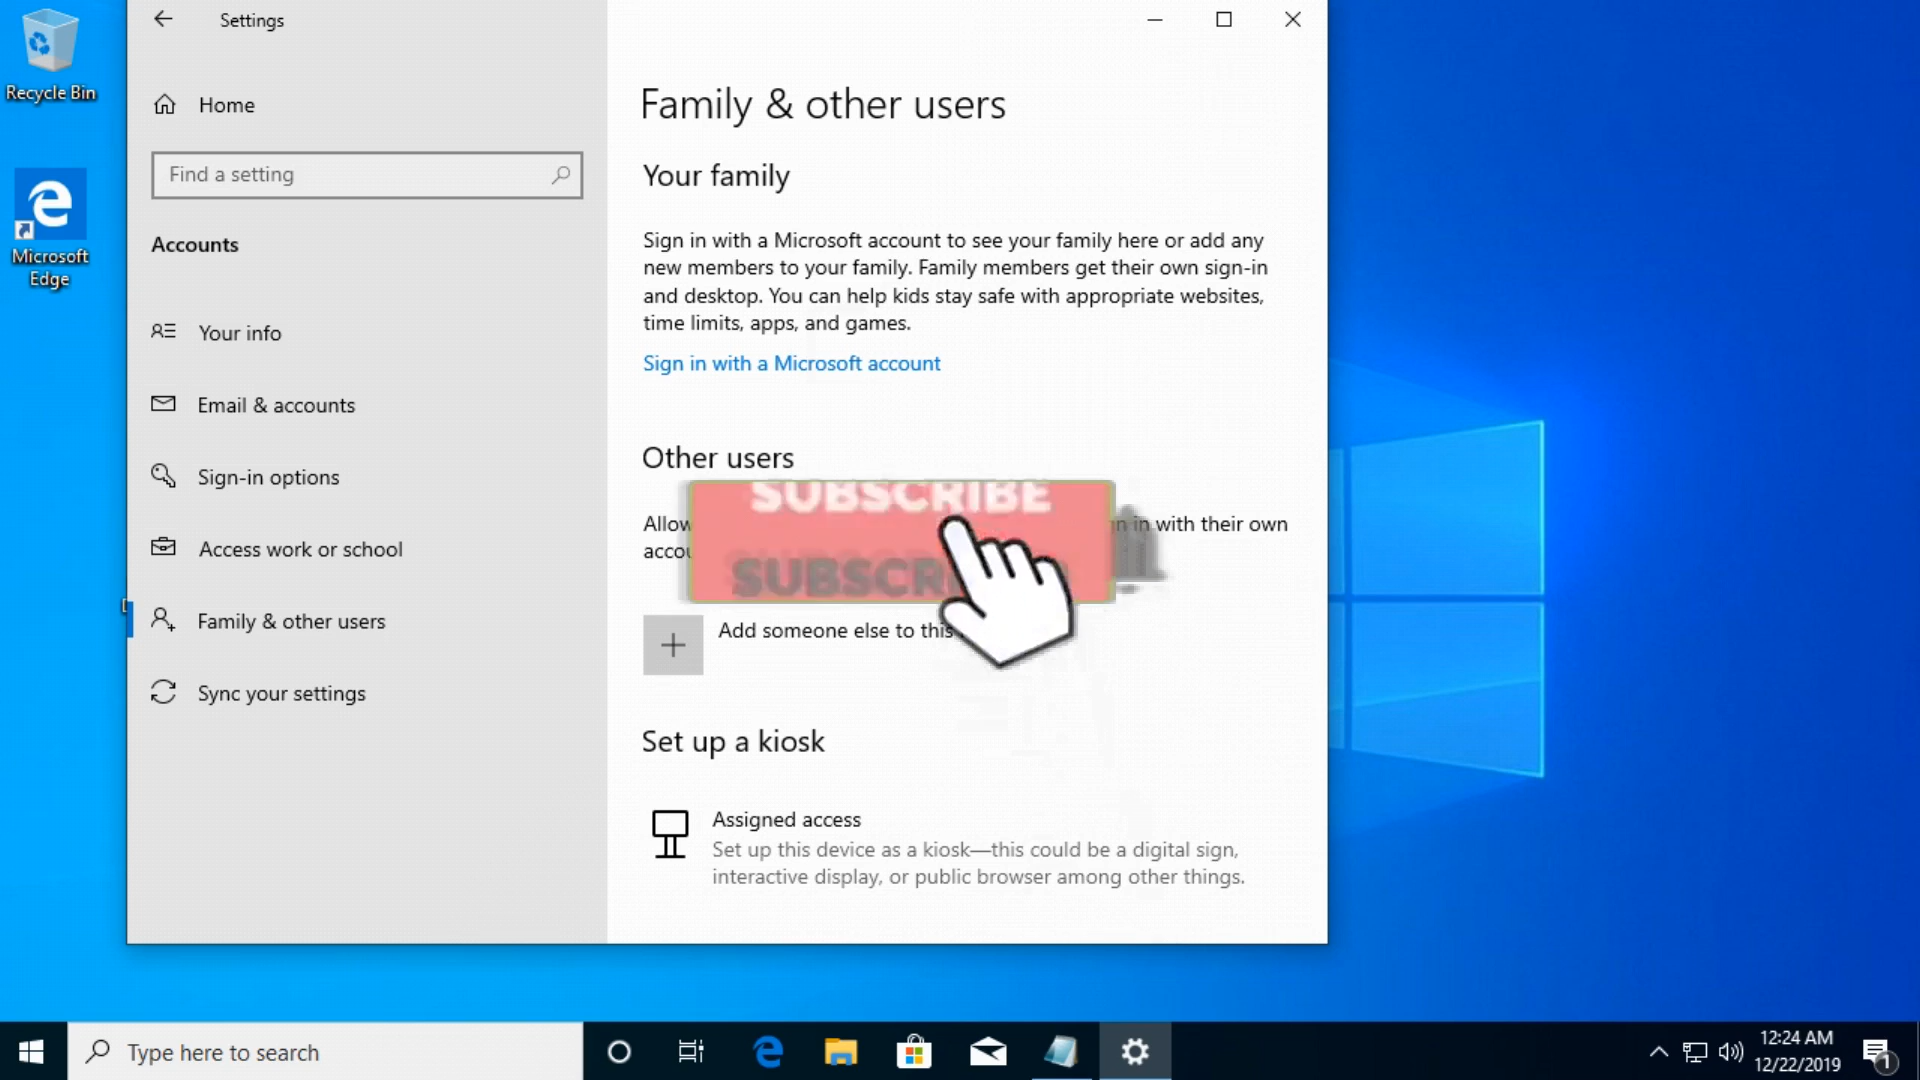 Recycle Bin
Microsoft
Edge
Settings
Home
Find a setting
Accounts
Your info
Email & accounts
Sign-in options
Access work or school
Family & other users
Sync your settings
Family & other users
Your family
Sign in with a Microsoft account to see your family here or add any
new members to your family. Family members get their own sign-in
and desktop. You can help kids stay safe with appropriate websites,
time limits, apps, and games.
Sign in with a Microsoft account
Other users
SUBSCRIBE
in with their own
Add someone else to this
Set up a kiosk
Assigned access
Set up this device as a kiosk—this could be a digital sign,
interactive display, or public browser among other things.
Type here to search
12:24 AM
12/22/2019
1